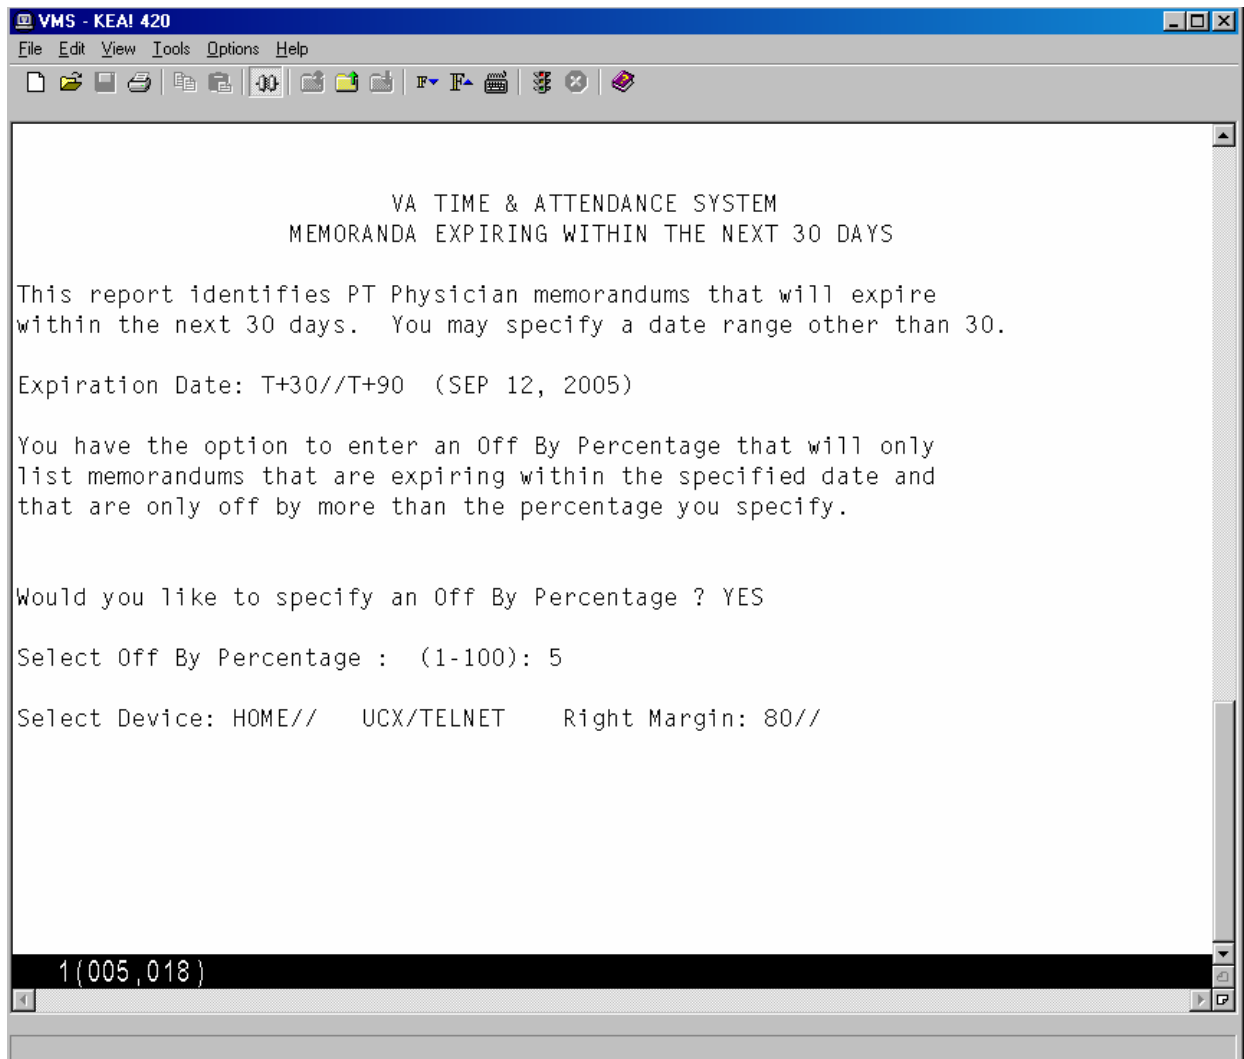 VMS - KEA! 420
File Edit View Tools Options Help
VA TIME & ATTENDANCE SYSTEM
MEMORANDA EXPIRING WITHIN THE NEXT 30 DAYS
This report identifies PT Physician memorandums that will expire
within the next 30 days.  You may specify a date range other than 30.
Expiration Date: T+30//T+90  (SEP 12, 2005)
You have the option to enter an Off By Percentage that will only
list memorandums that are expiring within the specified date and
that are only off by more than the percentage you specify.
Would you like to specify an Off By Percentage ? YES
Select Off By Percentage :  (1-100): 5
Select Device: HOME//   UCX/TELNET    Right Margin: 80//
1(005,018)